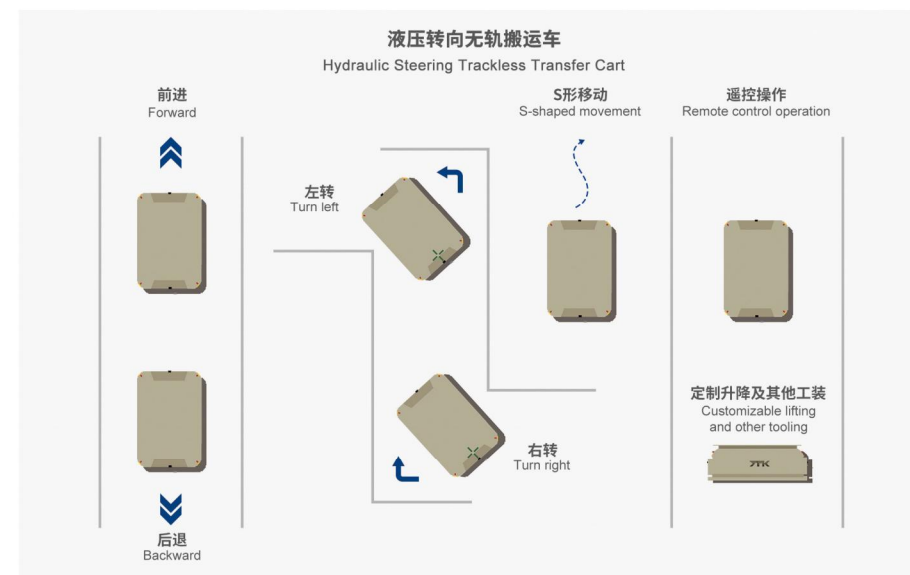 液压转向无轨搬运车
Hydraulic Steering Trackless Transfer Cart
前进
Forward
S形移动
S-shaped movement
遥控操作
Remote control operation
左转
Turn left
定制升降及其他工装
Customizable lifting
and other tooling
右转
Turn right
后退
Backward